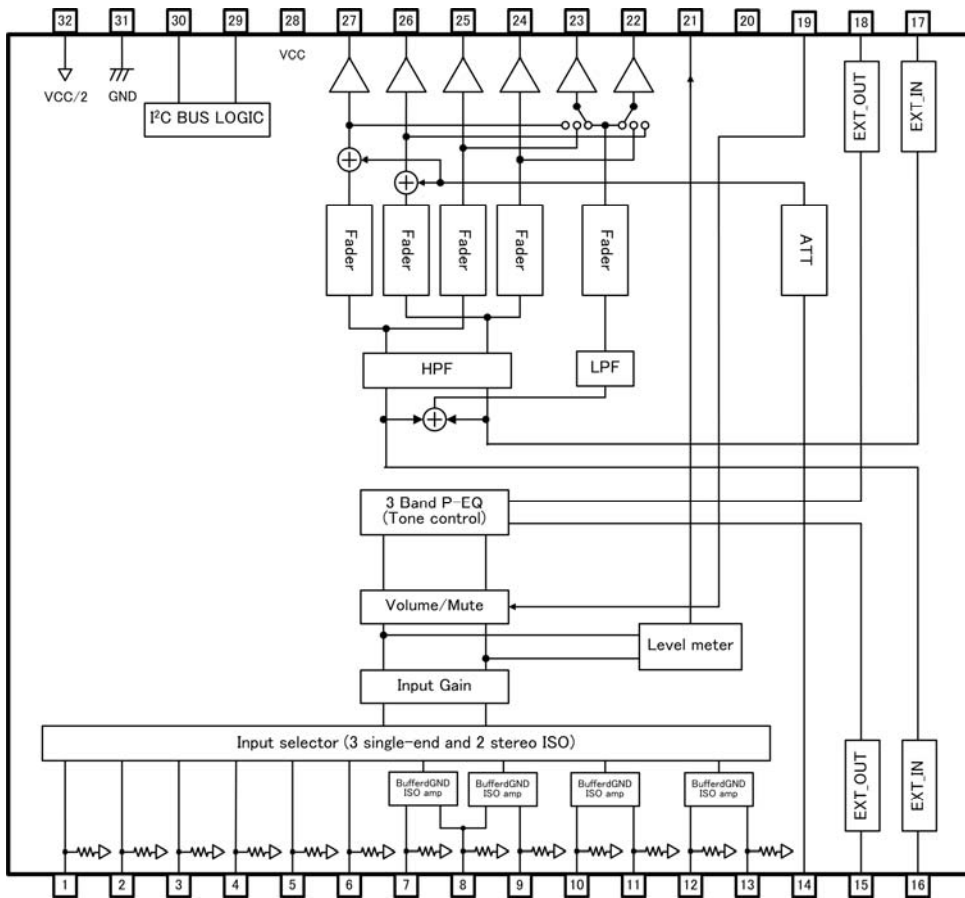 32 31 30 29 28 27 26 25 24 23 22 21 20 19 18 17
VCC
VCC/2
GND
I²C BUS LOGIC
EXT_OUT
EXT_IN
Fader
Fader
Fader
Fader
Fader
ATT
HPF
LPF
3 Band P-EQ
(Tone control)
Volume/Mute
Level meter
Input Gain
Input selector (3 single-end and 2 stereo ISO)
BufferdGND
ISO amp
BufferdGND
ISO amp
BufferdGND
ISO amp
BufferdGND
ISO amp
EXT_OUT
EXT_IN
1 2 3 4 5 6 7 8 9 10 11 12 13 14 15 16